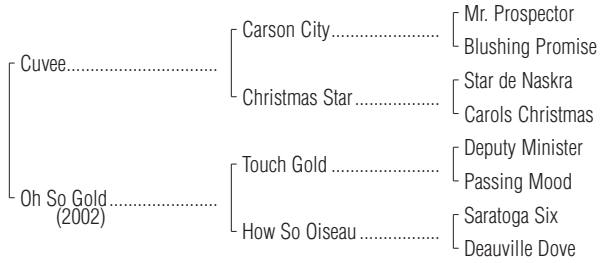 Mr. Prospector
Carson City....................
Blushing Promise
Cuvee............................
Star de Naskra
Christmas Star ................
Carols Christmas
Deputy Minister
Touch Gold ....................
Passing Mood
Oh So Gold....................
(2002)
Saratoga Six
How So Oiseau ...............
Deauville Dove